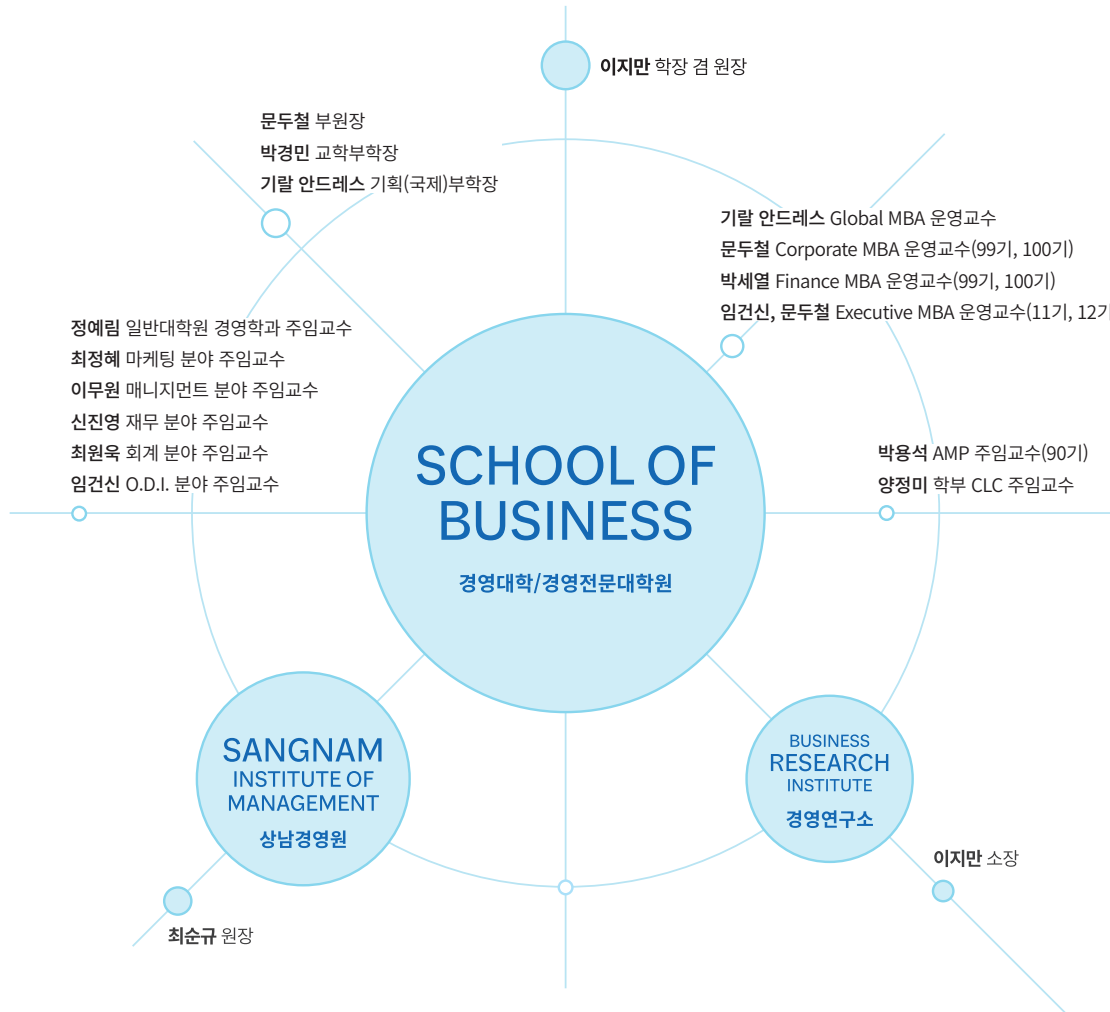 이지만 학장 겸 원장
문두철 부원장
박경민 교학부학장
기랄 안드레스 기획(국제)부학장
기랄 안드레스 Global MBA 운영교수
문두철 Corporate MBA 운영교수(99기, 100기)
박세열 Finance MBA 운영교수(99기, 100기)
임건신, 문두철 Executive MBA 운영교수(11기, 12기
정예림 일반대학원 경영학과 주임교수
최정혜 마케팅 분야 주임교수
이무원 매니지먼트 분야 주임교수
신진영 재무 분야 주임교수
최원욱 회계 분야 주임교수
임건신 O.D.I. 분야 주임교수
박용석 AMP 주임교수(90기)
양정미 학부 CLC 주임교수
SCHOOL OF
BUSINESS
경영대학/경영전문대학원
SANGNAM
INSTITUTE OF
MANAGEMENT
상남경영원
BUSINESS
RESEARCH
INSTITUTE
경영연구소
이지만 소장
최순규 원장